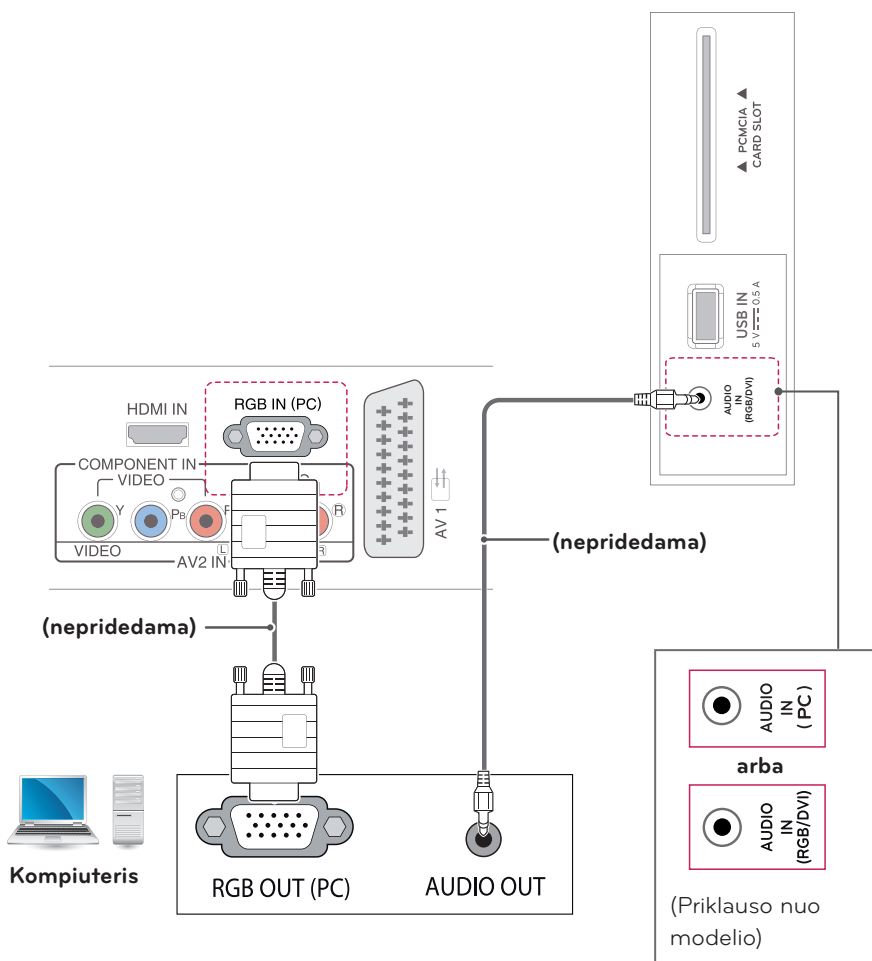 ▲ PCMCIA ▲
CARD SLOT
USB IN
5 V 0.5 A
AUDIO
IN
(RGB/DVI)
HDMI IN
RGB IN (PC)
COMPONENT IN
VIDEO
Y
PB
R
VIDEO
L
R
AV2 IN
AV 1
(nepridedama)
(nepridedama)
AUDIO
IN
(PC)
arba
AUDIO
IN
(RGB/DVI)
(Priklauso nuo
modelio)
Kompiuteris
RGB OUT (PC)
AUDIO OUT